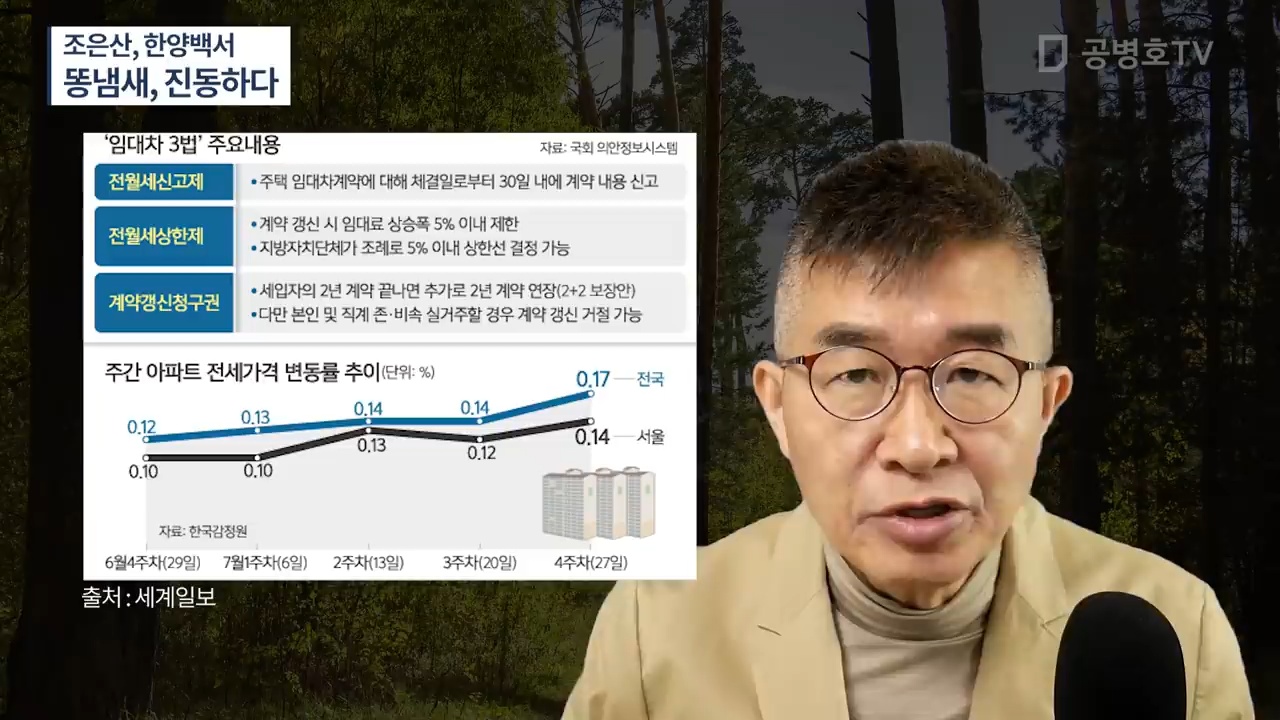 조은산, 한양백서
똥냄새, 진동하다
공병호TV
'임대차 3법' 주요내용
자료: 국회 의안정보시스템
전월세신고제
• 주택 임대차계약에 대해 체결일로부터 30일 내에 계약 내용 신고
전월세상한제
• 계약 갱신 시 임대료 상승폭 5% 이내 제한
• 지방자치단체가 조례로 5% 이내 상한선 결정 가능
계약갱신청구권
• 세입자의 2년 계약 끝나면 추가로 2년 계약 연장(2+2 보장안)
• 다만 본인 및 직계 존·비속 실거주할 경우 계약 갱신 거절 가능
주간 아파트 전세가격 변동률 추이(단위: %)
0.12 0.13 0.14 0.14 0.17 전국
0.10 0.10 0.13 0.12 0.14 서울
자료: 한국감정원
6월4주차(29일) 7월1주차(6일) 2주차(13일) 3주차(20일) 4주차(27일)
출처 : 세계일보